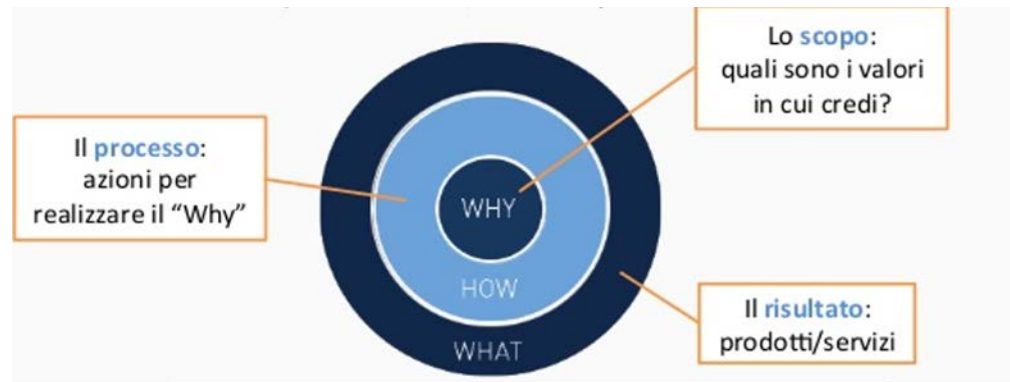 Lo scopo:
quali sono i valori
in cui credi?
Il processo:
azioni per
realizzare il “Why”
WHY
HOW
WHAT
Il risultato:
prodotti/servizi